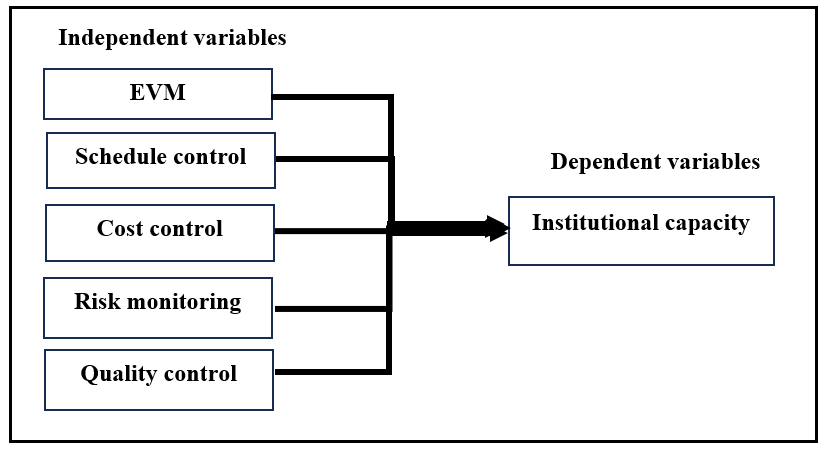 Independent variables
EVM
Schedule control
Cost control
Risk monitoring
Quality control
Dependent variables
Institutional capacity